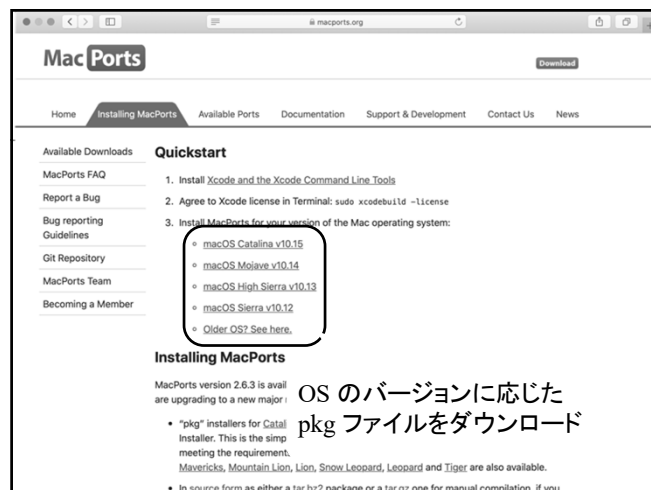 macports.org
MacPorts
Download
Home Installing MacPorts Available Ports Documentation Support & Development Contact Us News
Available Downloads
MacPorts FAQ
Report a Bug
Bug reporting
Guidelines
Git Repository
MacPorts Team
Becoming a Member
Quickstart
1. Install Xcode and the Xcode Command Line Tools
2. Agree to Xcode license in Terminal: sudo xcodebuild -license
3. Install MacPorts for your version of the Mac operating system:
macOS Catalina v10.15
macOS Mojave v10.14
macOS High Sierra v10.13
macOS Sierra v10.12
Older OS? See here.
Installing MacPorts
MacPorts version 2.6.3 is avail
are upgrading to a new major
"pkg" installers for Catal
Installer. This is the simp
meeting the requirement.
Mavericks, Mountain Lion, Lion, Snow Leopard, Leopard and Tiger are also available.
In source form as either a tar.bz2 package or a tar.gz one for manual compilation, if you
OS のバージョンに応じた
pkg ファイルをダウンロード